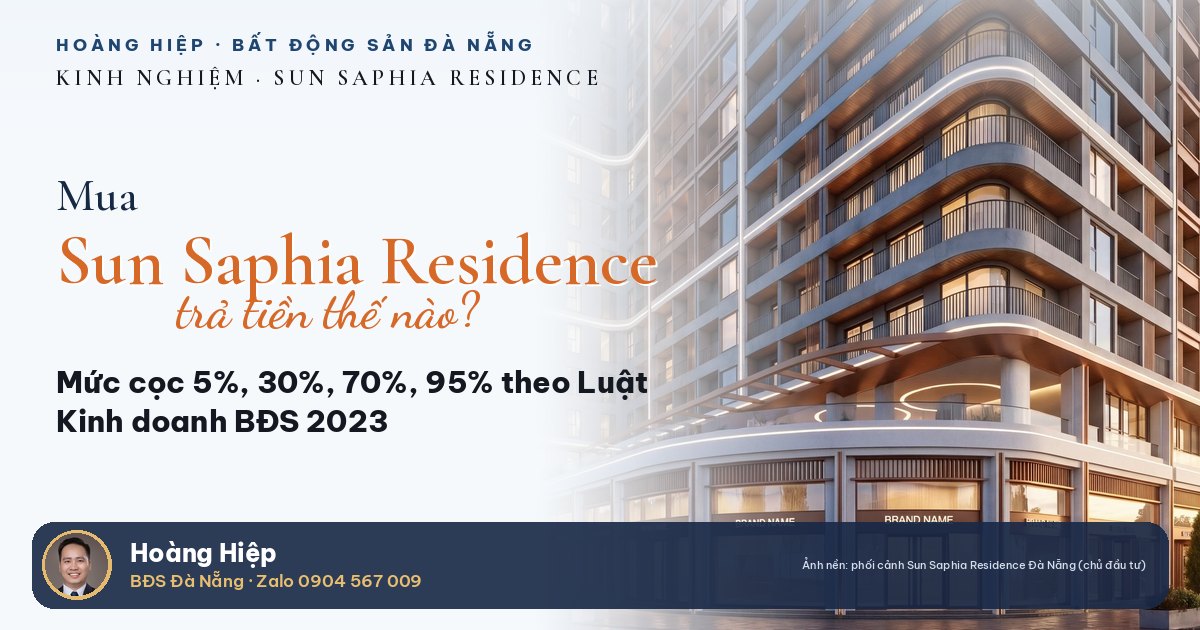 HOÀNG HIỆP · BẤT ĐỘNG SẢN ĐÀ NẴNG
KINH NGHIỆM · SUN SAPHIA RESIDENCE
Mua
Sun Saphia Residence
trả tiền thế nào?
Mức cọc 5%, 30%, 70%, 95% theo Luật
Kinh doanh BĐS 2023
BRAND NAME
BRAND NAME
Hoàng Hiệp
BĐS Đà Nẵng · Zalo 0904 567 009
Ảnh nền: phối cảnh Sun Saphia Residence Đà Nẵng (chủ đầu tư)